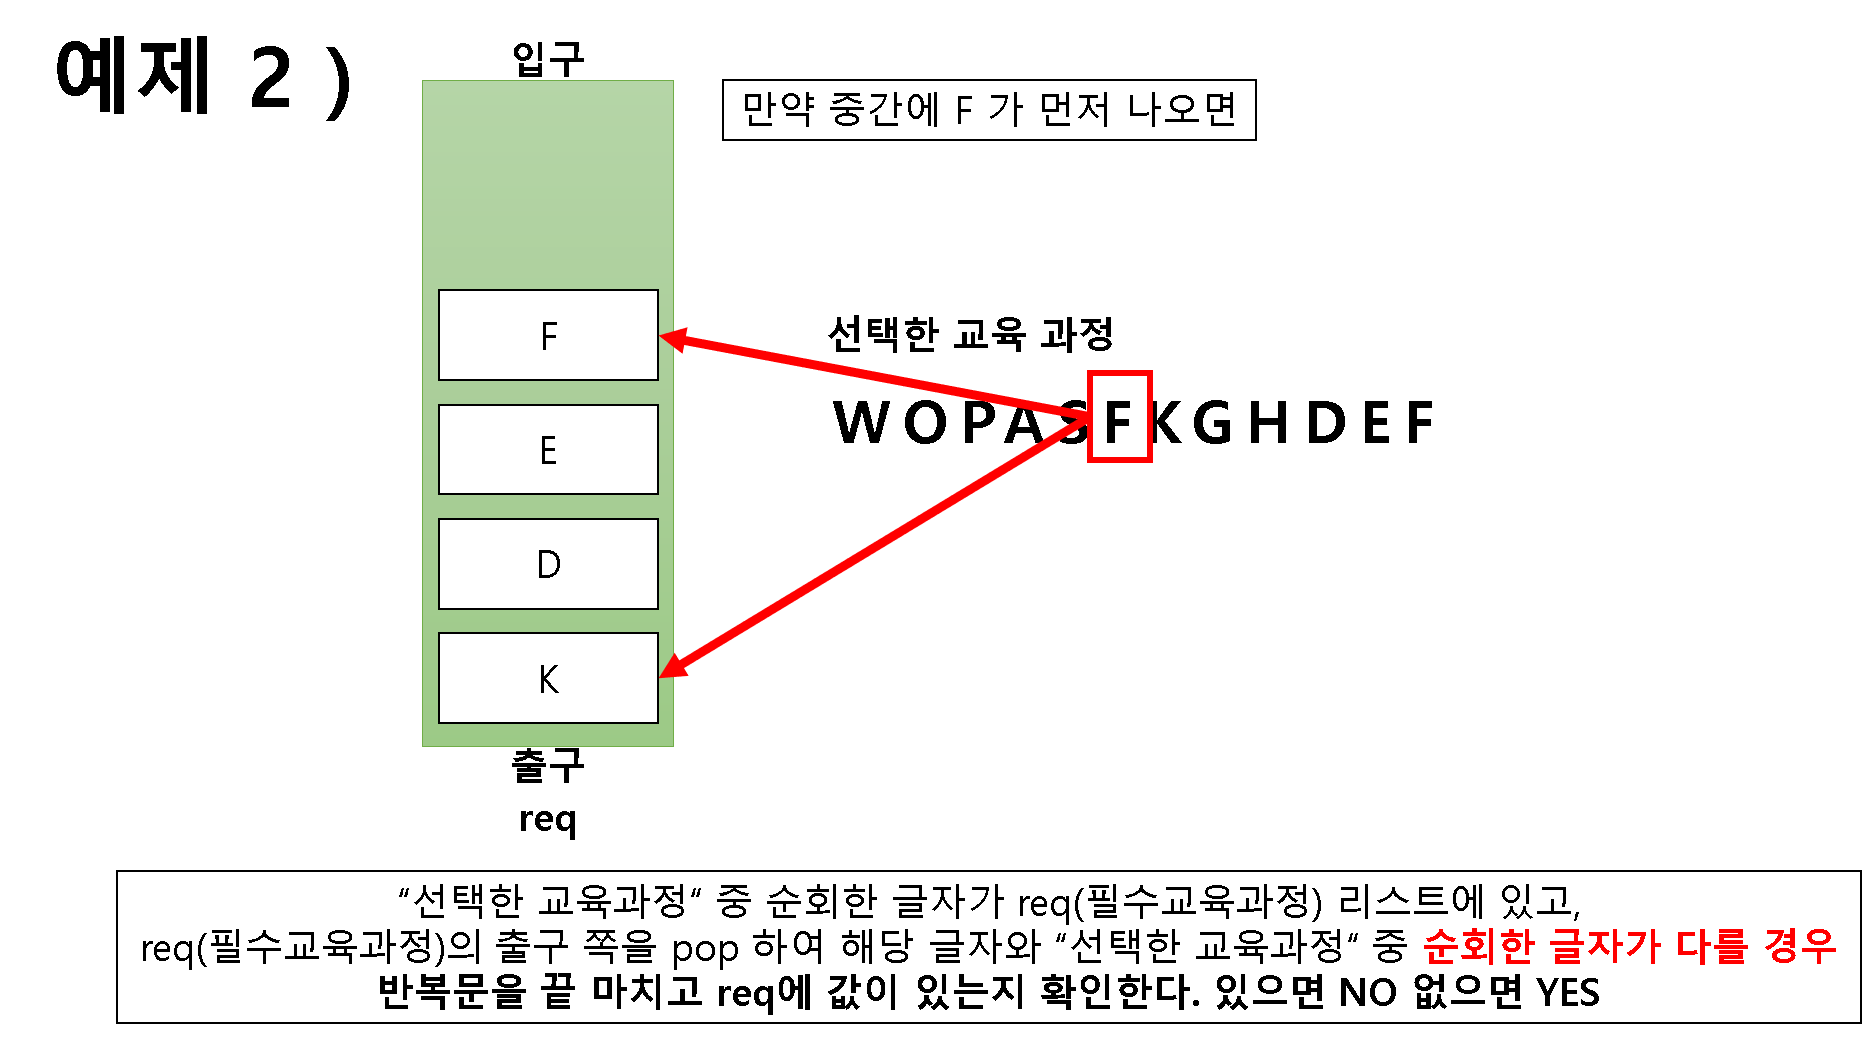 예제 2 )
입구
만약 중간에 F 가 먼저 나오면
F
E
D
K
선택한 교육 과정
W O P A S F K G H D E F
출구
req
“선택한 교육과정“ 중 순회한 글자가 req(필수교육과정) 리스트에 있고,
req(필수교육과정)의 출구 쪽을 pop 하여 해당 글자와 “선택한 교육과정“ 중 순회한 글자가 다를 경우
반복문을 끝 마치고 req에 값이 있는지 확인한다. 있으면 NO 없으면 YES